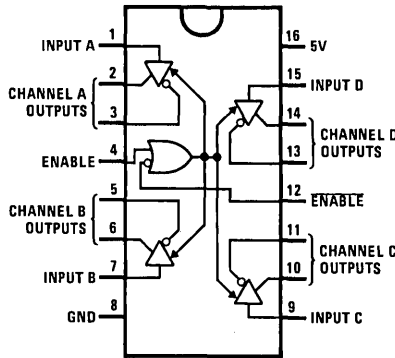 1
INPUT A
2
CHANNEL A
OUTPUTS
3
4
ENABLE
5
CHANNEL B
OUTPUTS
6
7
INPUT B
8
GND
16
5V
15
INPUT D
14
CHANNEL D
OUTPUTS
13
12
ENABLE
11
CHANNEL C
OUTPUTS
10
9
INPUT C